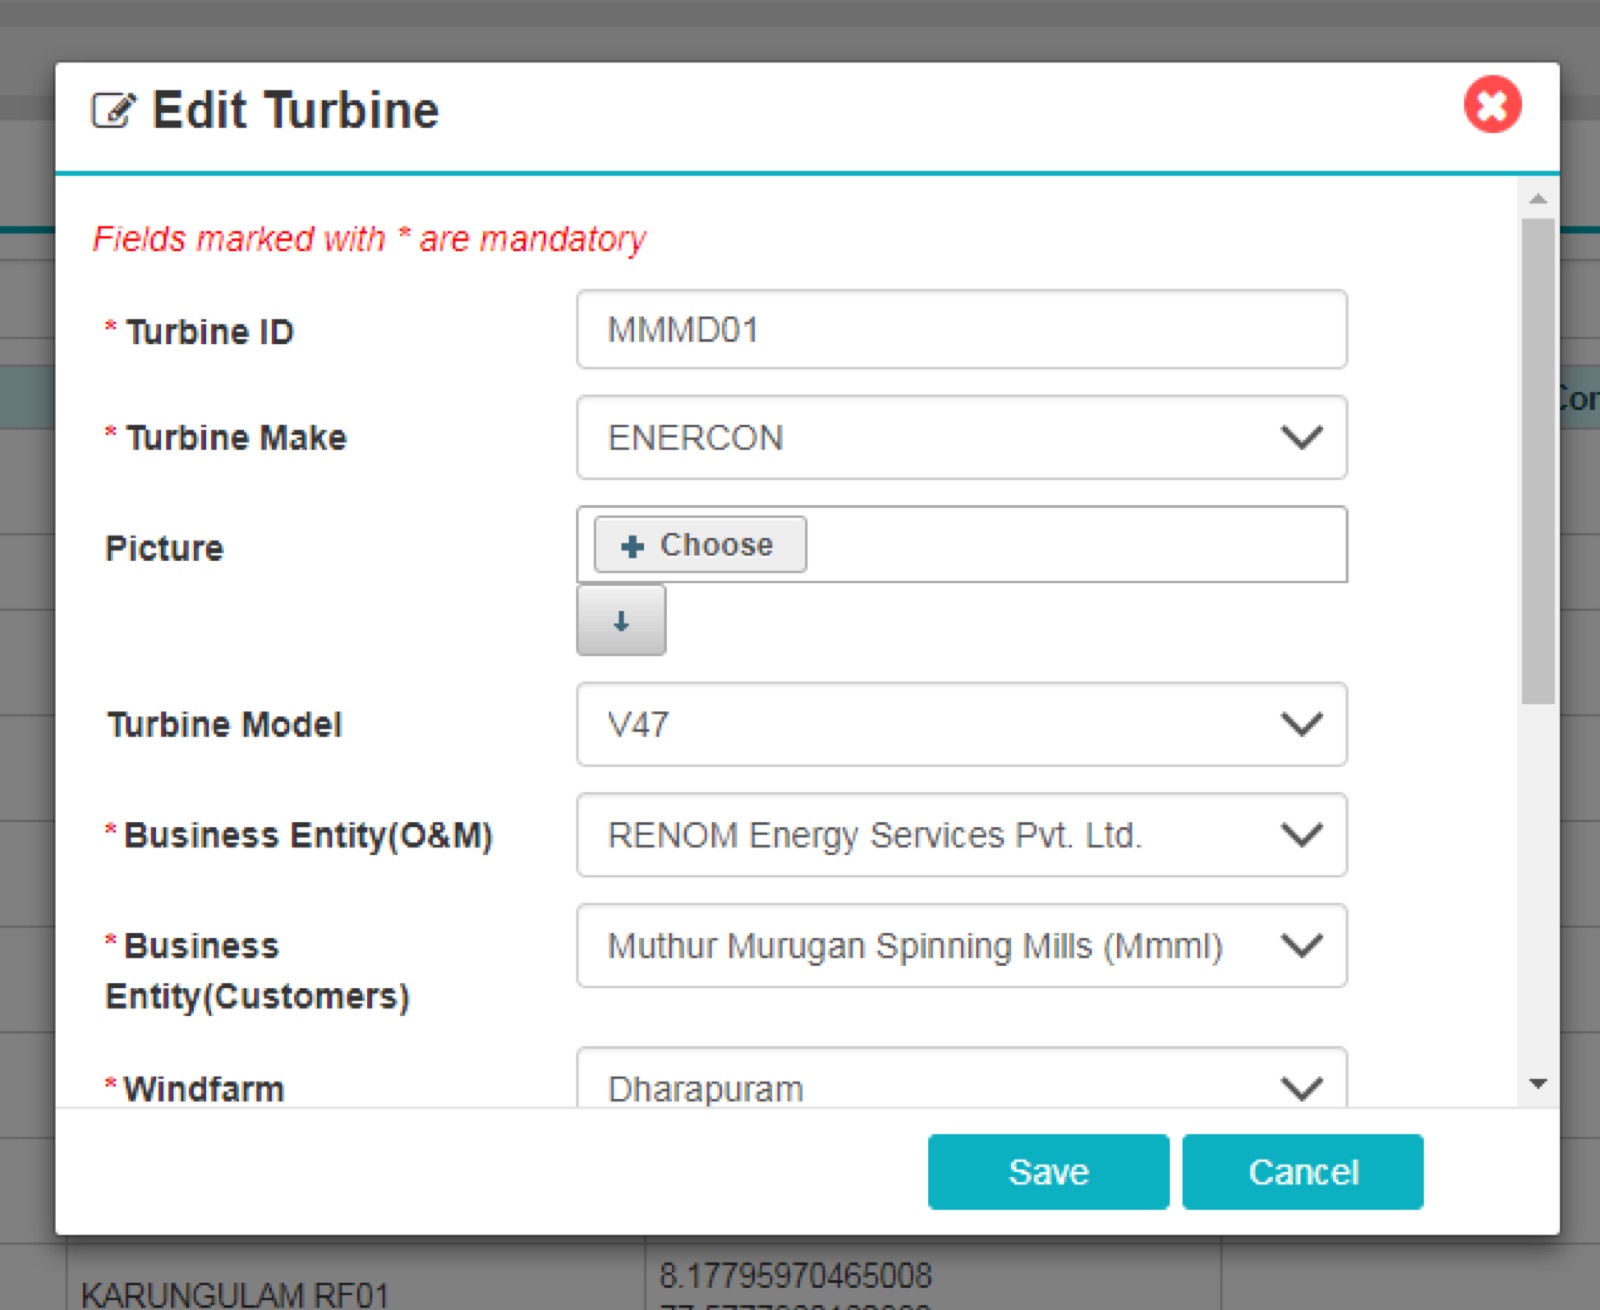 Edit Turbine
Fields marked with * are mandatory
* Turbine ID
MMMD01
* Turbine Make
ENERCON
Picture
Choose
Turbine Model
V47
* Business Entity(O&M)
RENOM Energy Services Pvt. Ltd.
* Business
Entity(Customers)
Muthur Murugan Spinning Mills (Mmml)
* Windfarm
Dharapuram
Save
Cancel
KARUNGULAM RF01
8.17795970465008